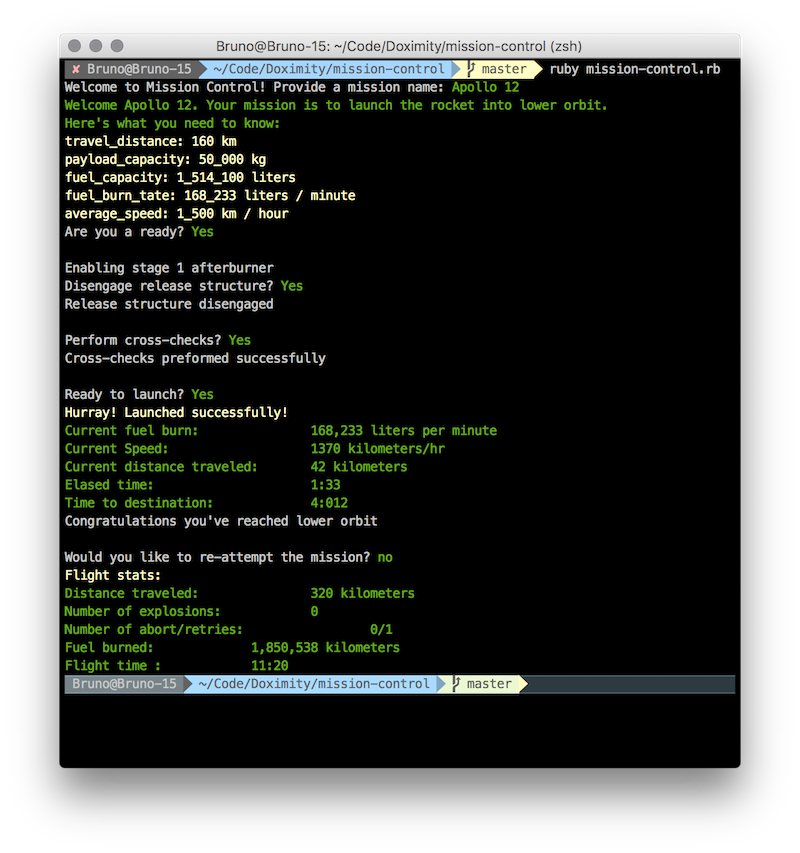 Bruno@Bruno-15: ~/Code/Doximity/mission-control (zsh)
✘ Bruno@Bruno-15 ~/Code/Doximity/mission-control master ruby mission-control.rb
Welcome to Mission Control! Provide a mission name: Apollo 12
Welcome Apollo 12. Your mission is to launch the rocket into lower orbit.
Here's what you need to know:
travel_distance: 160 km
payload_capacity: 50_000 kg
fuel_capacity: 1_514_100 liters
fuel_burn_tate: 168_233 liters / minute
average_speed: 1_500 km / hour
Are you a ready? Yes
Enabling stage 1 afterburner
Disengage release structure? Yes
Release structure disengaged
Perform cross-checks? Yes
Cross-checks preformed successfully
Ready to launch? Yes
Hurray! Launched successfully!
Current fuel burn: 168,233 liters per minute
Current Speed: 1370 kilometers/hr
Current distance traveled: 42 kilometers
Elased time: 1:33
Time to destination: 4:012
Congratulations you've reached lower orbit
Would you like to re-attempt the mission? no
Flight stats:
Distance traveled: 320 kilometers
Number of explosions: 0
Number of abort/retries: 0/1
Fuel burned: 1,850,538 kilometers
Flight time : 11:20
Bruno@Bruno-15 ~/Code/Doximity/mission-control master